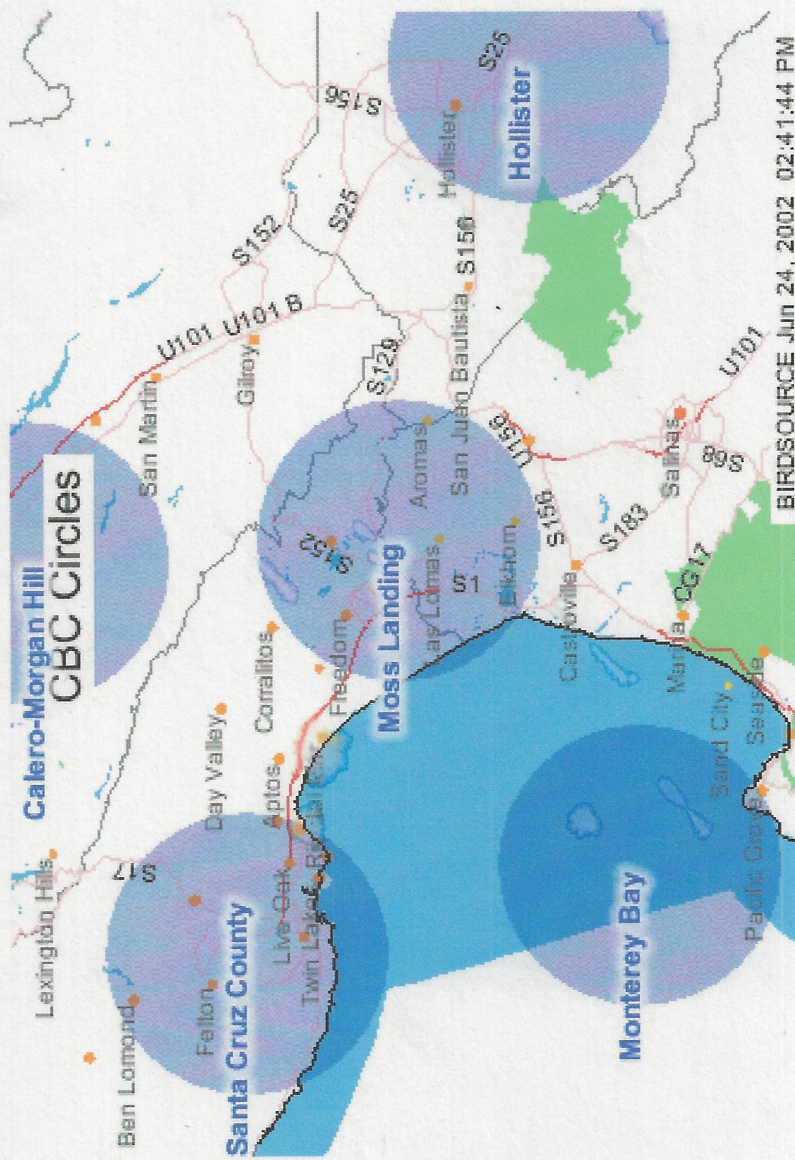 Calero-Morgan Hill
CBC Circles
Lexington Hills
S17
San Martin
U101
U101 B
S152
Gilroy
S25
S156
S25
Ben Lomond
Felton
Day Valley
Corralitos
S152
S129
Santa Cruz County
Live Oak
Aptos
Freedom
Aromas
Hollister
Hollister
Moss Landing
Las Lomas
S1
Elkhorn
San Juan Bautista
S156
U156
S156
Castroville
S183
Salinas
U101
S68
Marina
CG17
Monterey Bay
Sand City
Seaside
Pacific Grove
BIRDSOURCE Jun 24, 2002 02:41:44 PM